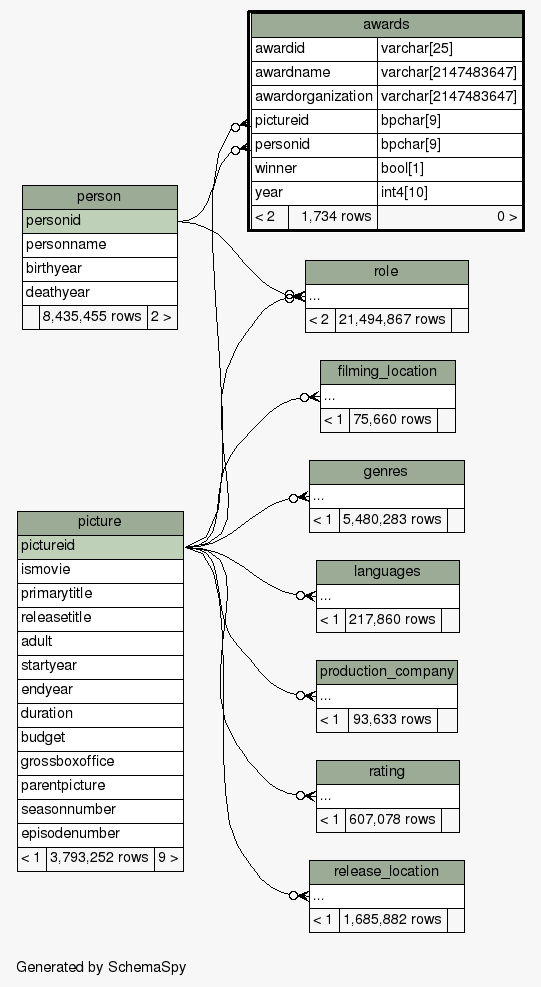 awards
awardid varchar[25]
awardname varchar[2147483647]
awardorganization varchar[2147483647]
pictureid bpchar[9]
personid bpchar[9]
winner bool[1]
year int4[10]
< 2 1,734 rows 0 >
person
personid
personname
birthyear
deathyear
8,435,455 rows 2 >
role
...
< 2 21,494,867 rows
filming_location
...
< 1 75,660 rows
genres
...
< 1 5,480,283 rows
picture
pictureid
ismovie
primarytitle
releasetitle
adult
startyear
endyear
duration
budget
grossboxoffice
parentpicture
seasonnumber
episodenumber
< 1 3,793,252 rows 9 >
languages
...
< 1 217,860 rows
production_company
...
< 1 93,633 rows
rating
...
< 1 607,078 rows
release_location
...
< 1 1,685,882 rows
Generated by SchemaSpy